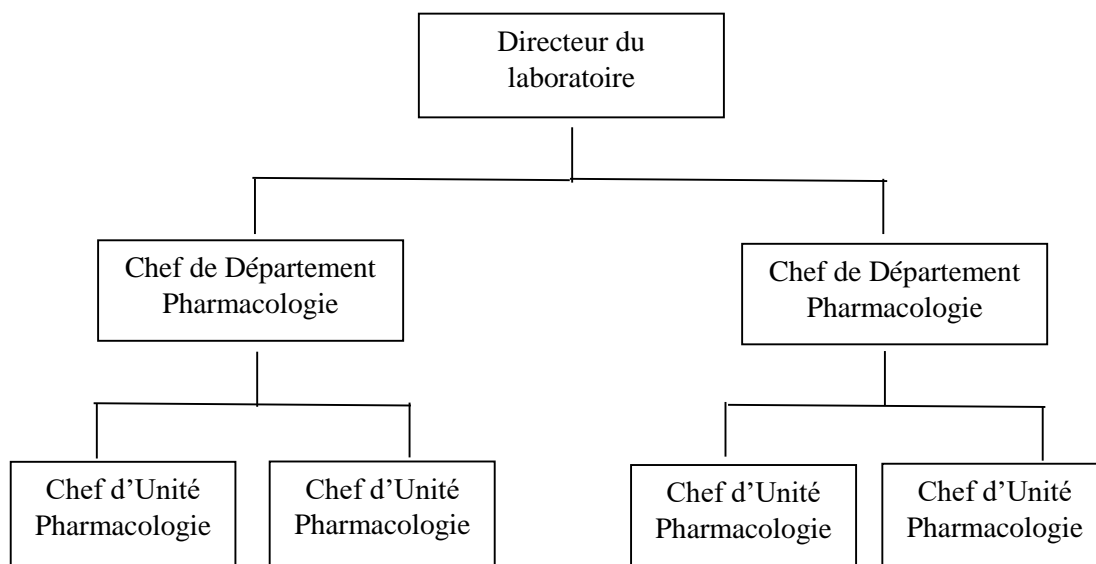 Directeur du
laboratoire
Chef de Département
Pharmacologie
Chef de Département
Pharmacologie
Chef d’Unité
Pharmacologie
Chef d’Unité
Pharmacologie
Chef d’Unité
Pharmacologie
Chef d’Unité
Pharmacologie